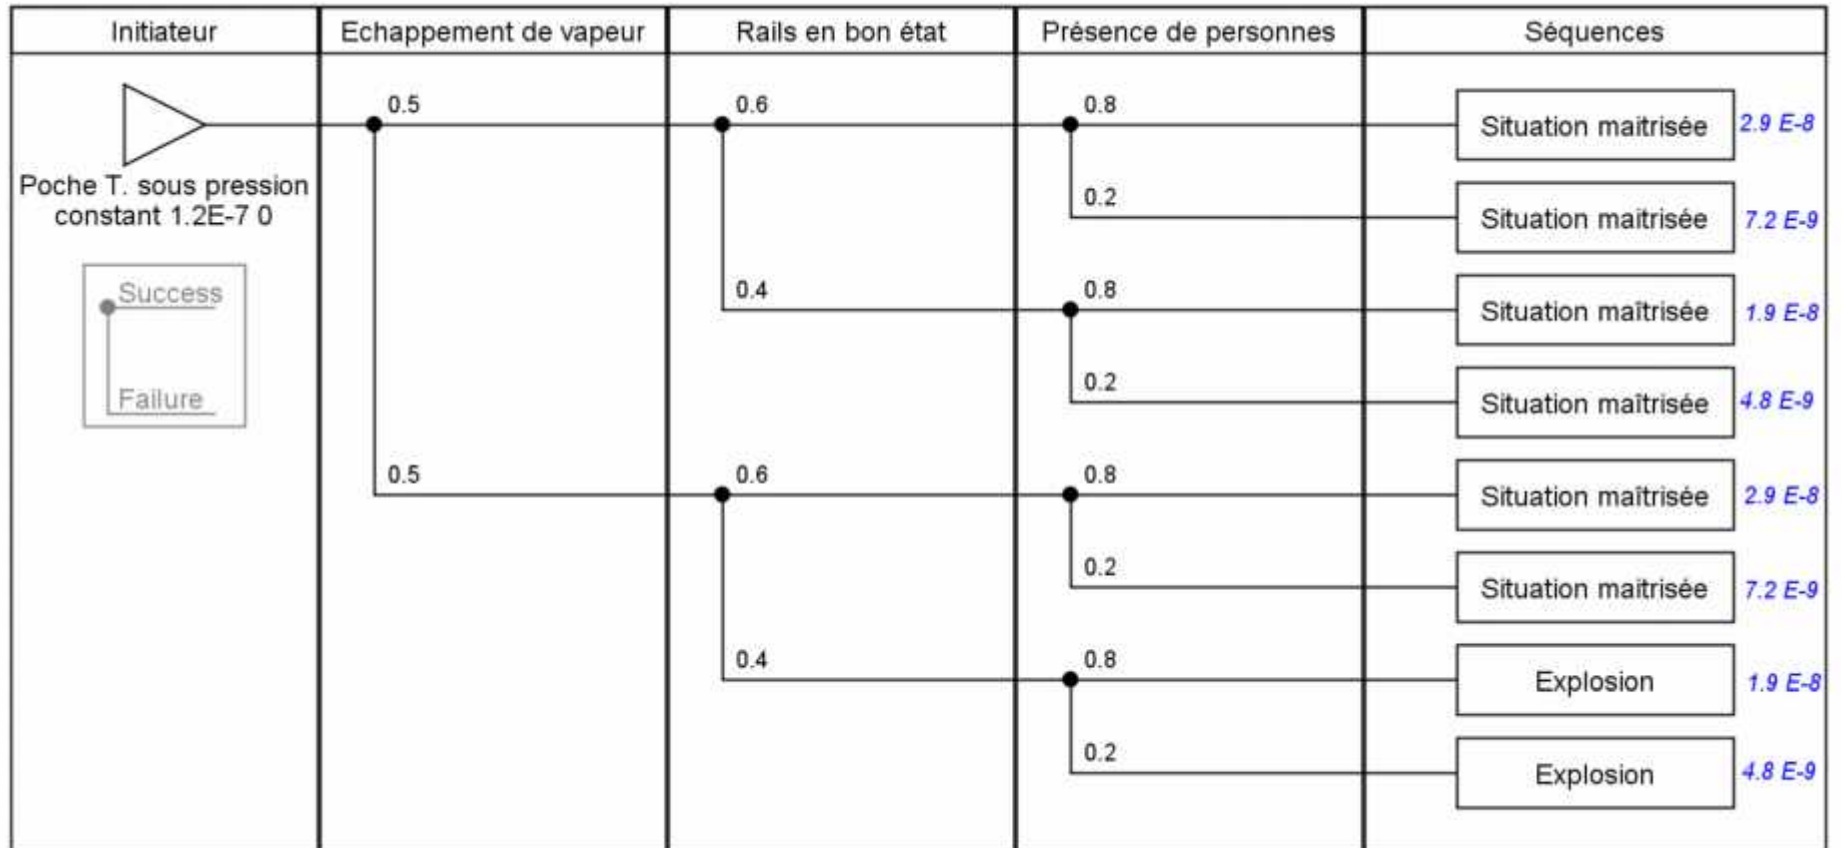 Initiateur
Echappement de vapeur
Rails en bon état
Présence de personnes
Séquences
0.5
0.6
0.8
Situation maitrisée
2.9 E-8
Poche T. sous pression
constant 1.2E-7 0
0.2
Situation maitrisée
7.2 E-9
Success
0.4
0.8
Situation maîtrisée
1.9 E-8
Failure
0.2
Situation maîtrisée
4.8 E-9
0.5
0.6
0.8
Situation maîtrisée
2.9 E-8
0.2
Situation maitrisée
7.2 E-9
0.4
0.8
Explosion
1.9 E-8
0.2
Explosion
4.8 E-9